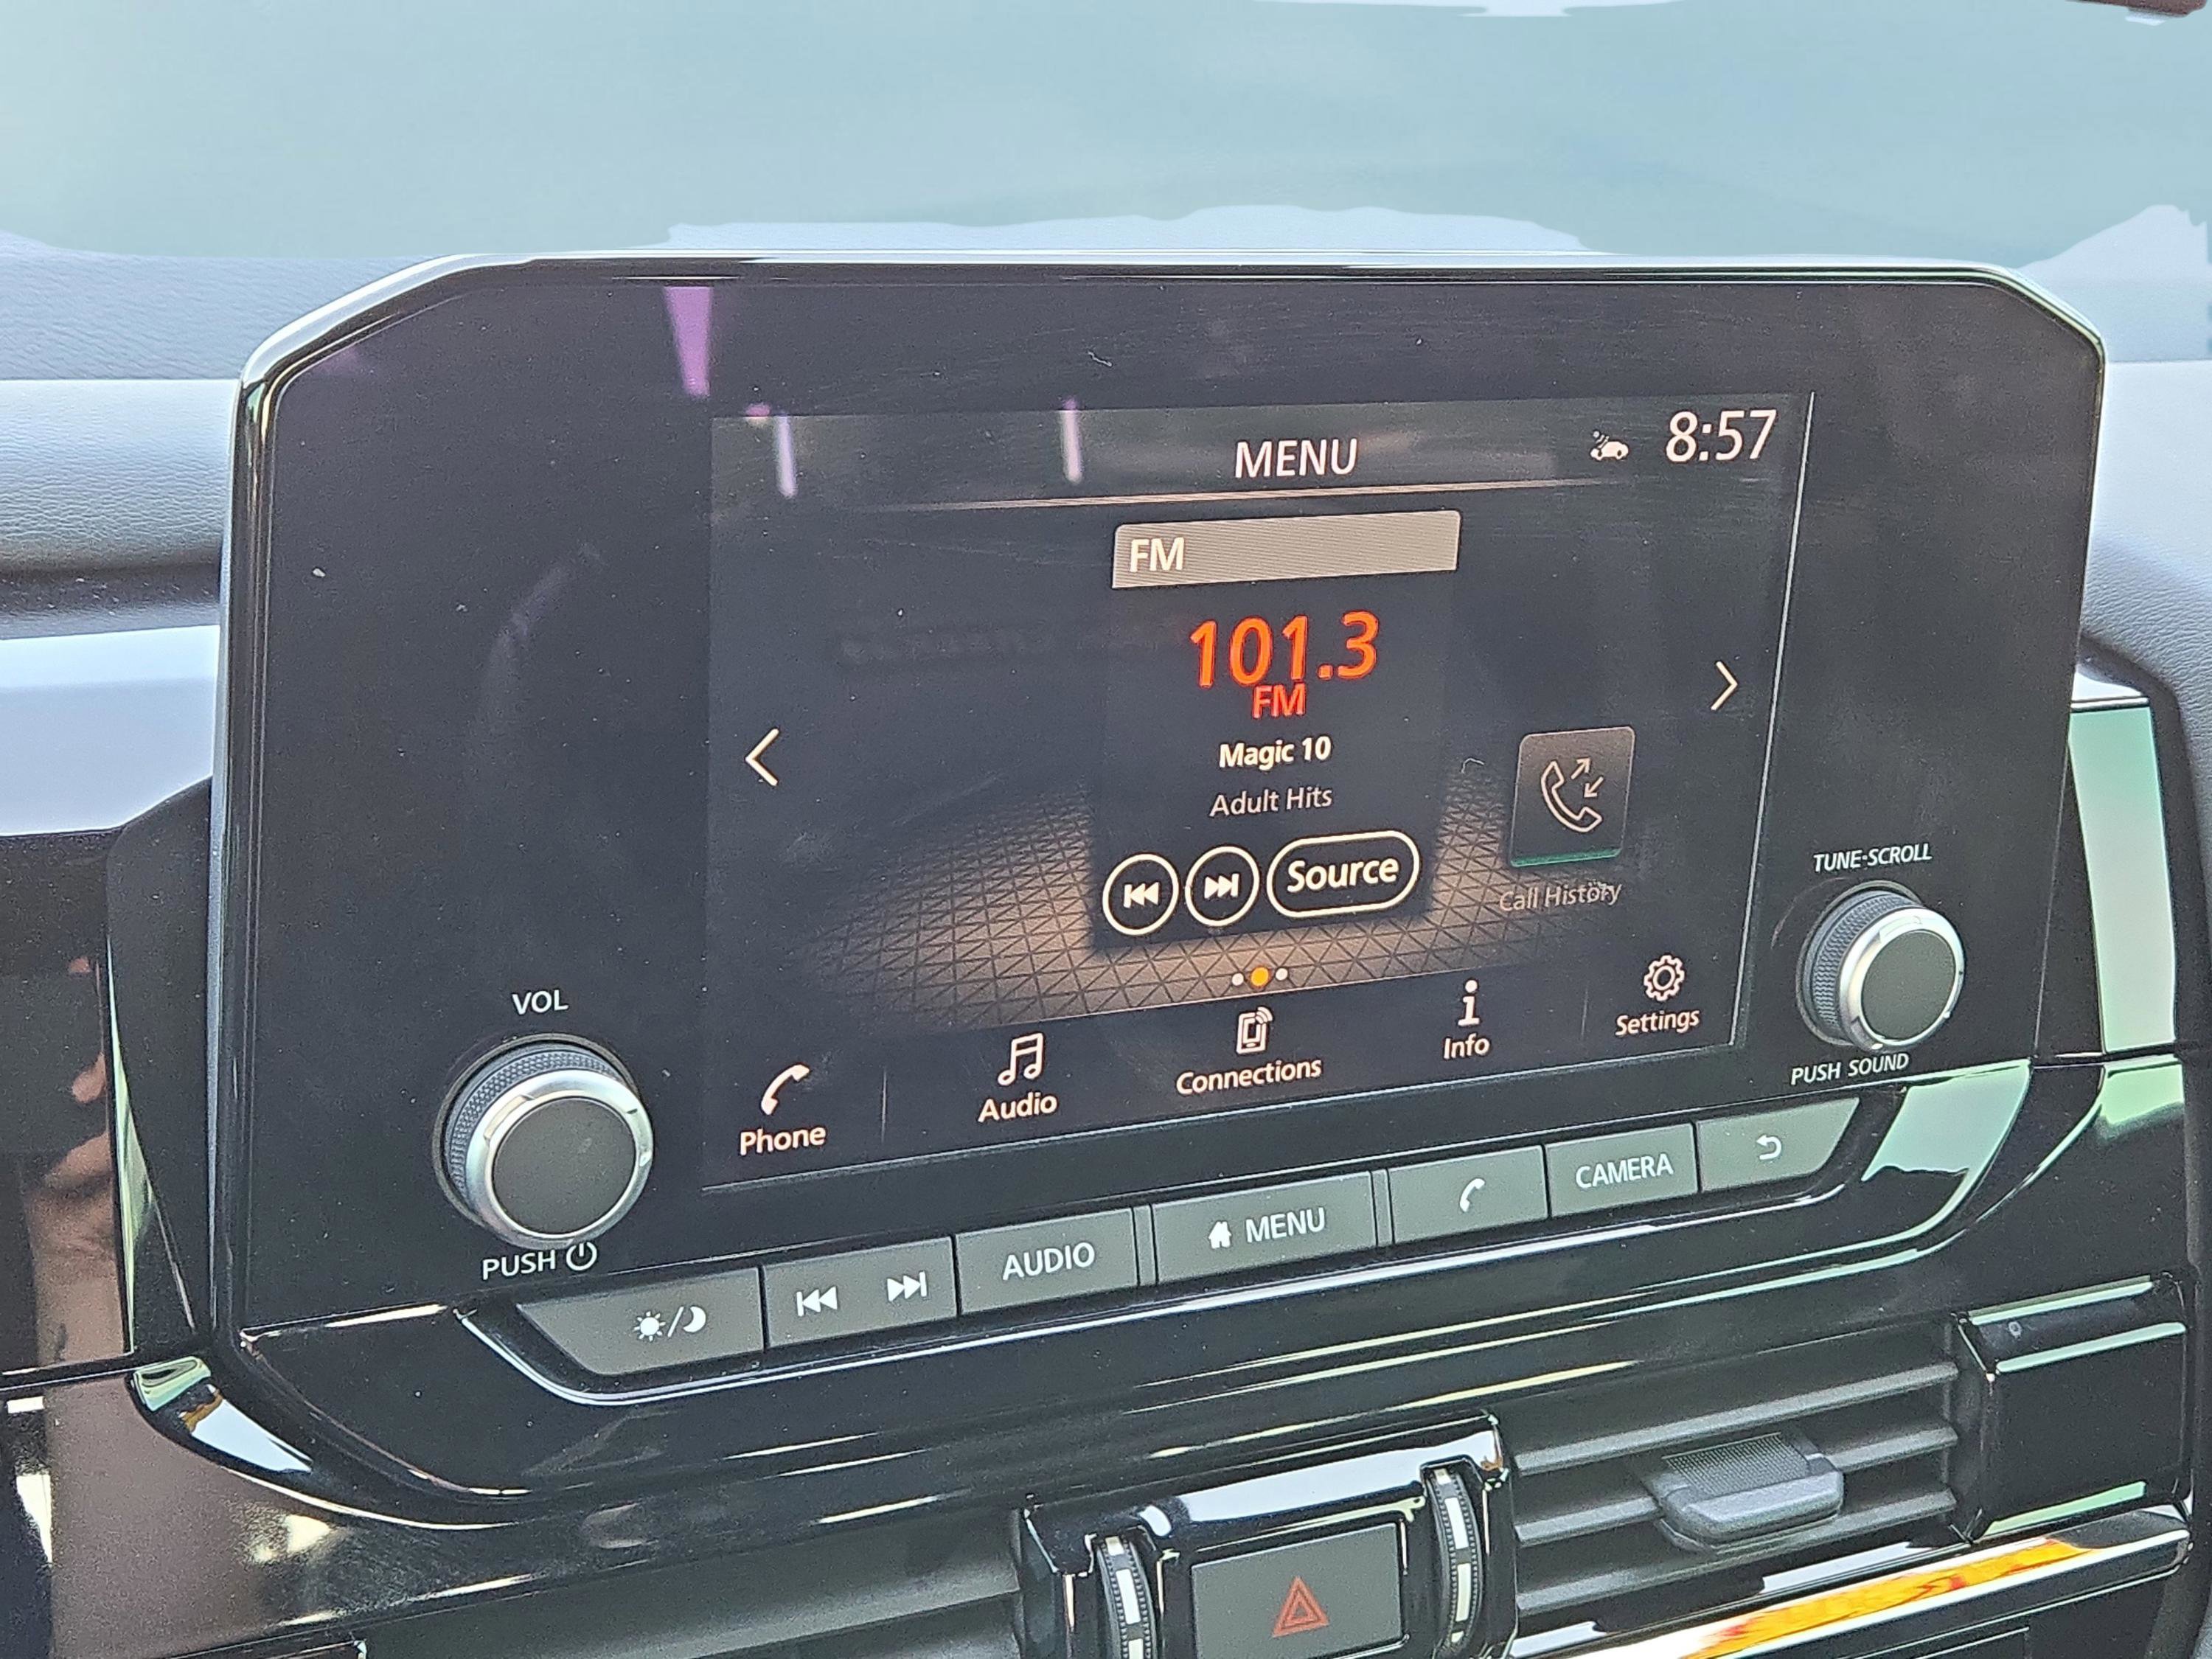 MENU
8:57
FM
101.3
FM
Magic 10
Adult Hits
Source
Call History
Phone
Audio
Connections
Info
Settings
VOL
PUSH
TUNE·SCROLL
PUSH SOUND
AUDIO
MENU
CAMERA